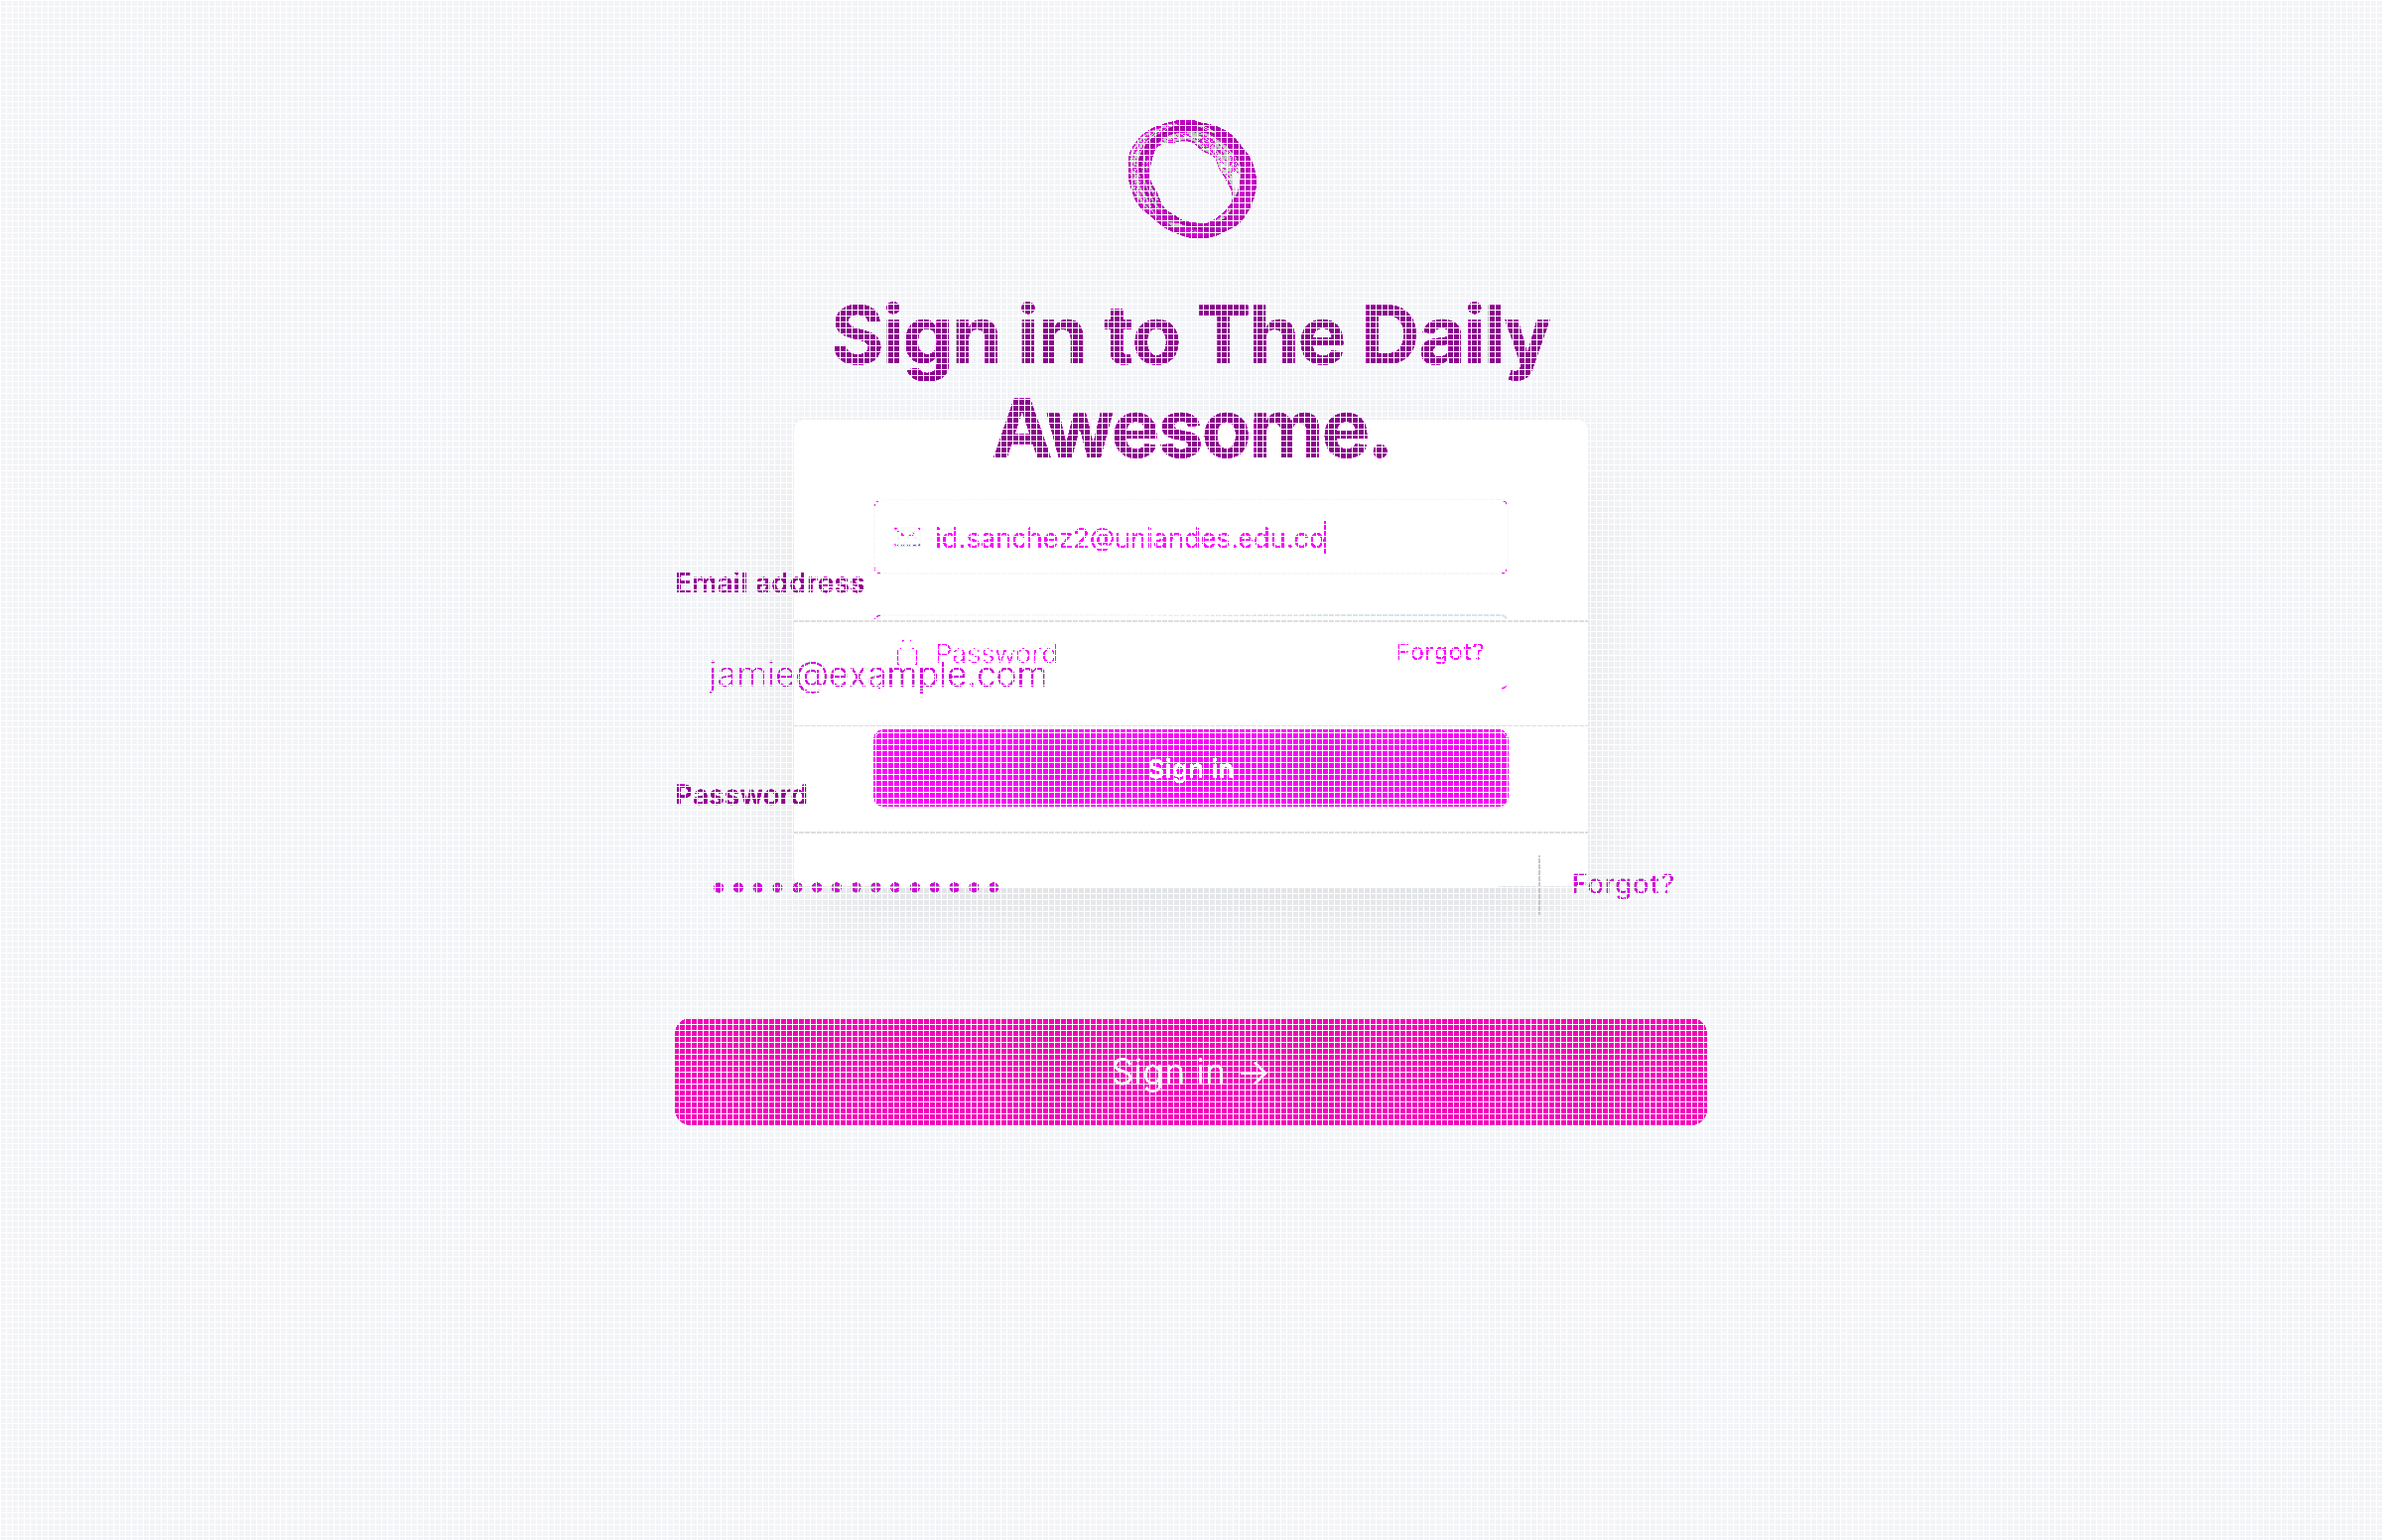 Sign in to The Daily
Awesome.
id.sanchez2@uniandes.edu.co
Email address
Password
Forgot?
jamie@example.com
Sign in
Password
Forgot?
Sign in →